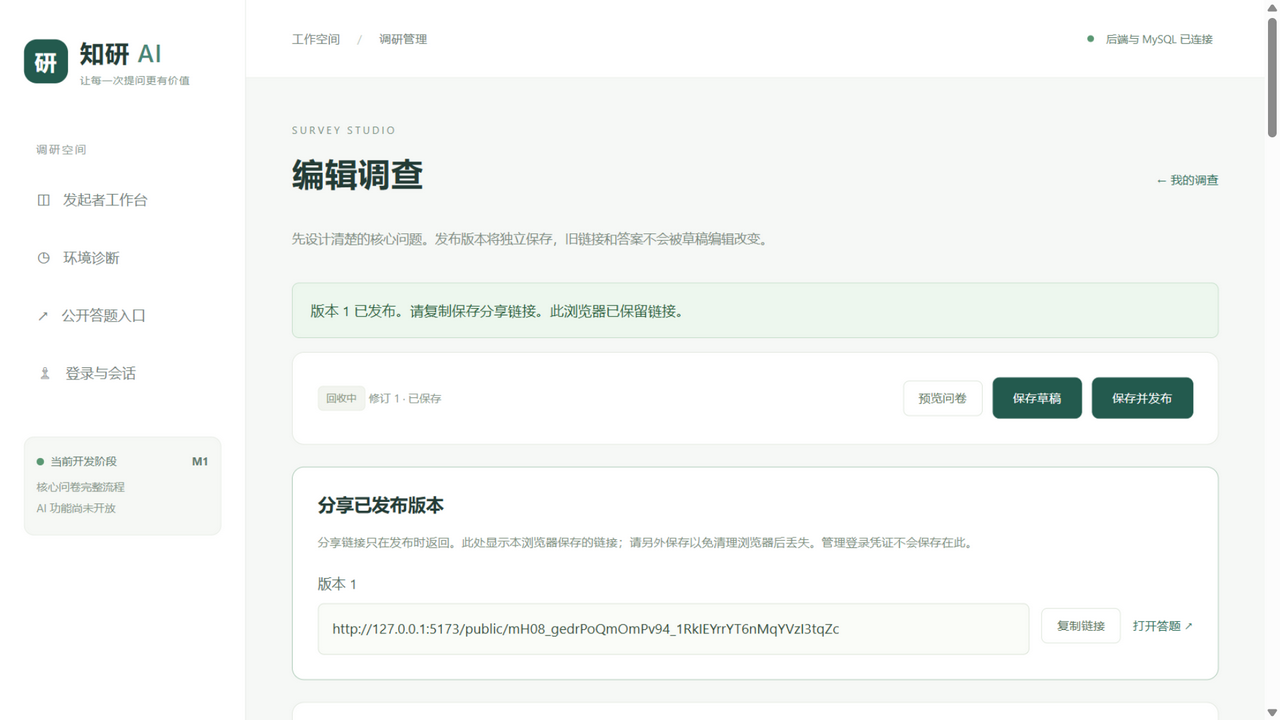 研
知研 AI
让每一次提问更有价值
调研空间
发起者工作台
环境诊断
公开答题入口
登录与会话
当前开发阶段 M1
核心问卷完整流程
AI 功能尚未开放
工作空间 / 调研管理
后端与 MySQL 已连接
SURVEY STUDIO
编辑调查
← 我的调查
先设计清楚的核心问题。发布版本将独立保存，旧链接和答案不会被草稿编辑改变。
版本 1 已发布。请复制保存分享链接。此浏览器已保留链接。
回收中 修订 1 · 已保存
预览问卷 保存草稿 保存并发布
分享已发布版本
分享链接只在发布时返回。此处显示本浏览器保存的链接；请另外保存以免清理浏览器后丢失。管理登录凭证不会保存在此。
版本 1
http://127.0.0.1:5173/public/mH08_gedrPoQmOmPv94_1RkIEYrrYT6nMqYVzI3tqZc
复制链接 打开答题 ↗